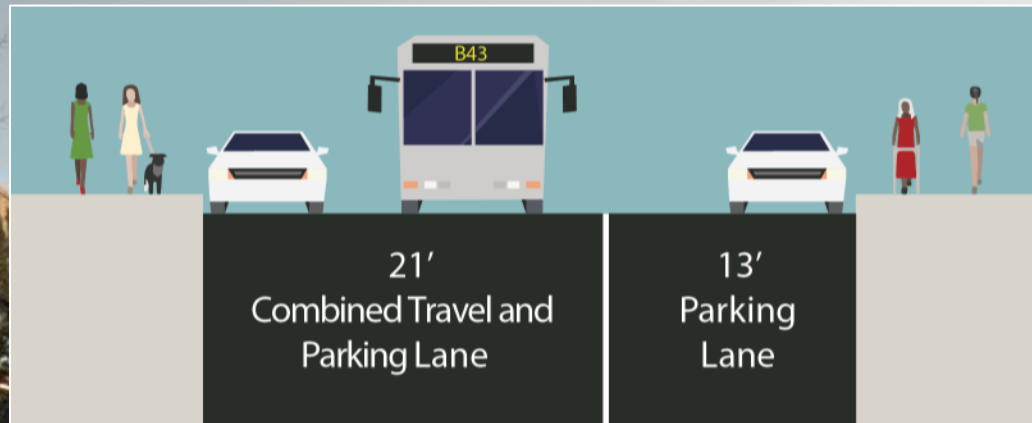 B43
21′
Combined Travel and
Parking Lane
13′
Parking
Lane